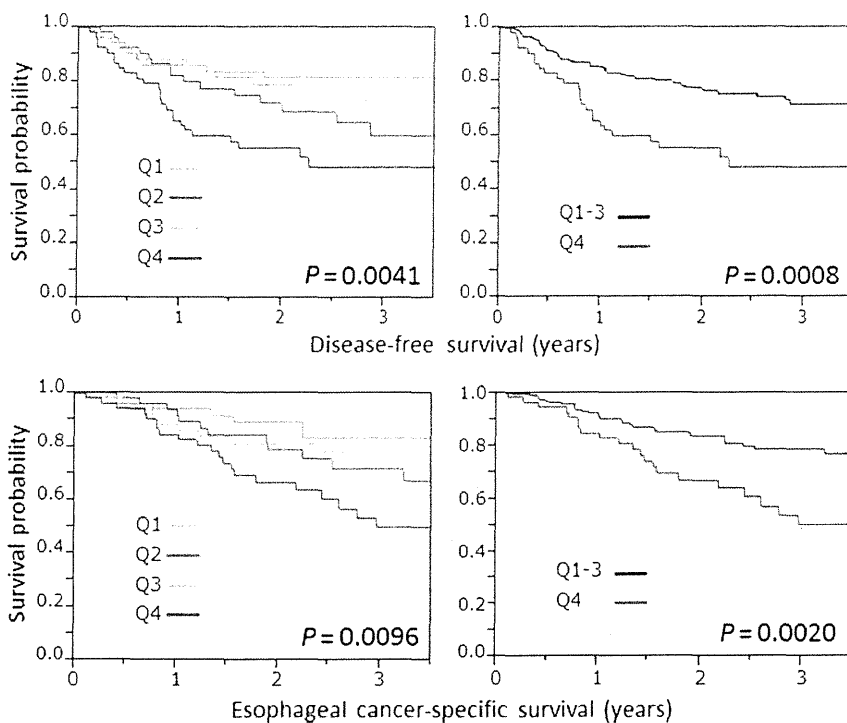 Survival probability
1.0
0.8
0.6
0.4
0.2
0.0
Q1
Q2
Q3
Q4
P = 0.0041
0
1
2
3
1.0
0.8
0.6
0.4
0.2
0.0
Q1-3
Q4
P = 0.0008
0
1
2
3
Disease-free survival (years)
Survival probability
1.0
0.8
0.6
0.4
0.2
0.0
Q1
Q2
Q3
Q4
P = 0.0096
0
1
2
3
1.0
0.8
0.6
0.4
0.2
0.0
Q1-3
Q4
P = 0.0020
0
1
2
3
Esophageal cancer-specific survival (years)